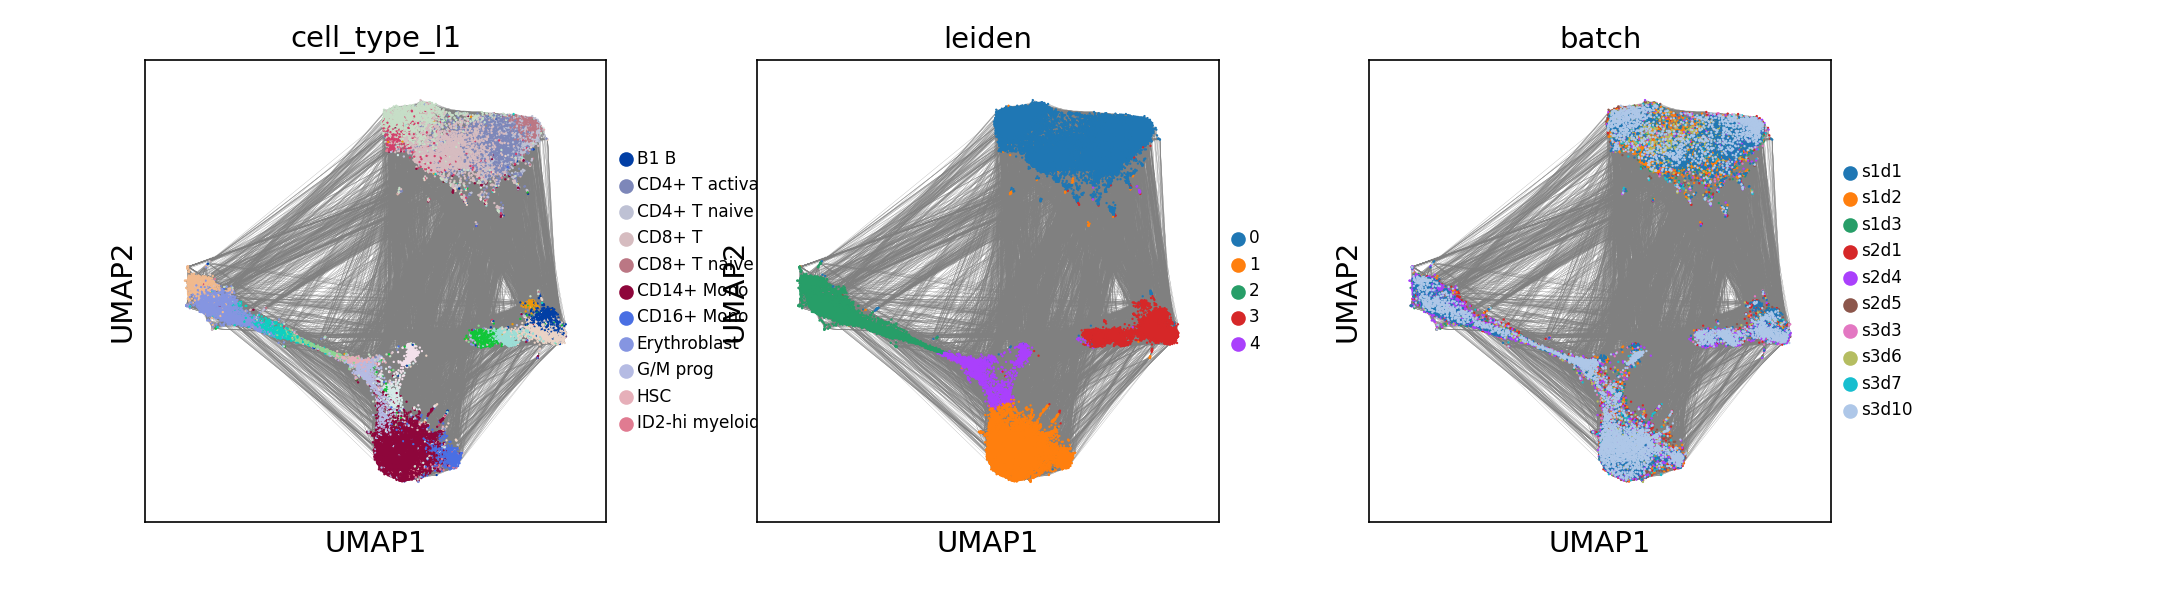 cell_type_l1
UMAP2
UMAP1
B1 B
CD4+ T activa
CD4+ T naive
CD8+ T
CD8+ T naive
CD14+ Mono
CD16+ Mono
Erythroblast
G/M prog
HSC
ID2-hi myeloid
leiden
UMAP2
UMAP1
0
1
2
3
4
batch
UMAP2
UMAP1
s1d1
s1d2
s1d3
s2d1
s2d4
s2d5
s3d3
s3d6
s3d7
s3d10